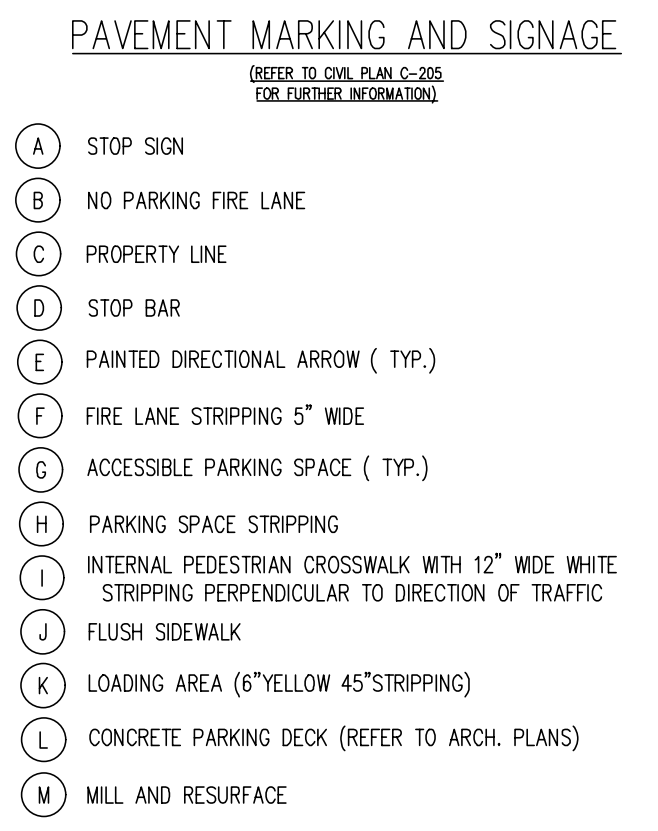 PAVEMENT MARKING AND SIGNAGE
(REFER TO CIVIL PLAN C-205
FOR FURTHER INFORMATION)
A STOP SIGN
B NO PARKING FIRE LANE
C PROPERTY LINE
D STOP BAR
E PAINTED DIRECTIONAL ARROW ( TYP.)
F FIRE LANE STRIPPING 5" WIDE
G ACCESSIBLE PARKING SPACE ( TYP.)
H PARKING SPACE STRIPPING
I INTERNAL PEDESTRIAN CROSSWALK WITH 12" WIDE WHITE
STRIPPING PERPENDICULAR TO DIRECTION OF TRAFFIC
J FLUSH SIDEWALK
K LOADING AREA (6"YELLOW 45"STRIPPING)
L CONCRETE PARKING DECK (REFER TO ARCH. PLANS)
M MILL AND RESURFACE